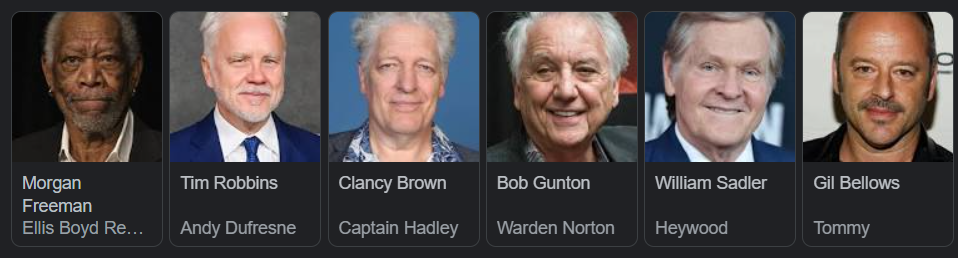 Morgan
Freeman
Ellis Boyd Re...
Tim Robbins
Andy Dufresne
Clancy Brown
Captain Hadley
Bob Gunton
Warden Norton
William Sadler
Heywood
Gil Bellows
Tommy